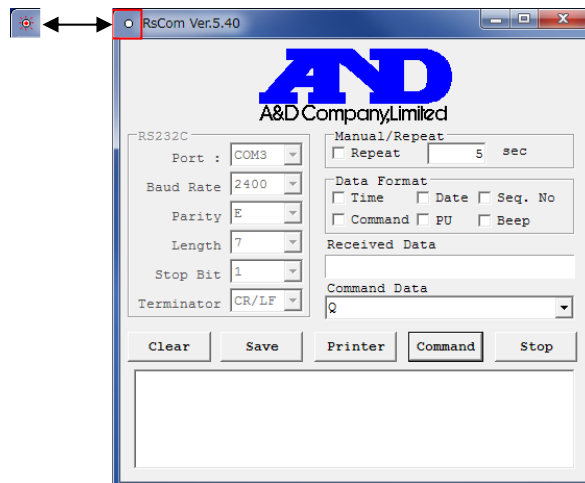 RsCom Ver.5.40
AND
A&D Company,Limited
RS232C
Port : COM3
Baud Rate 2400
Parity E
Length 7
Stop Bit 1
Terminator CR/LF
Manual/Repeat
Repeat 5 sec
Data Format
Time Date Seq. No
Command PU Beep
Received Data
Command Data
Q
Clear Save Printer Command Stop